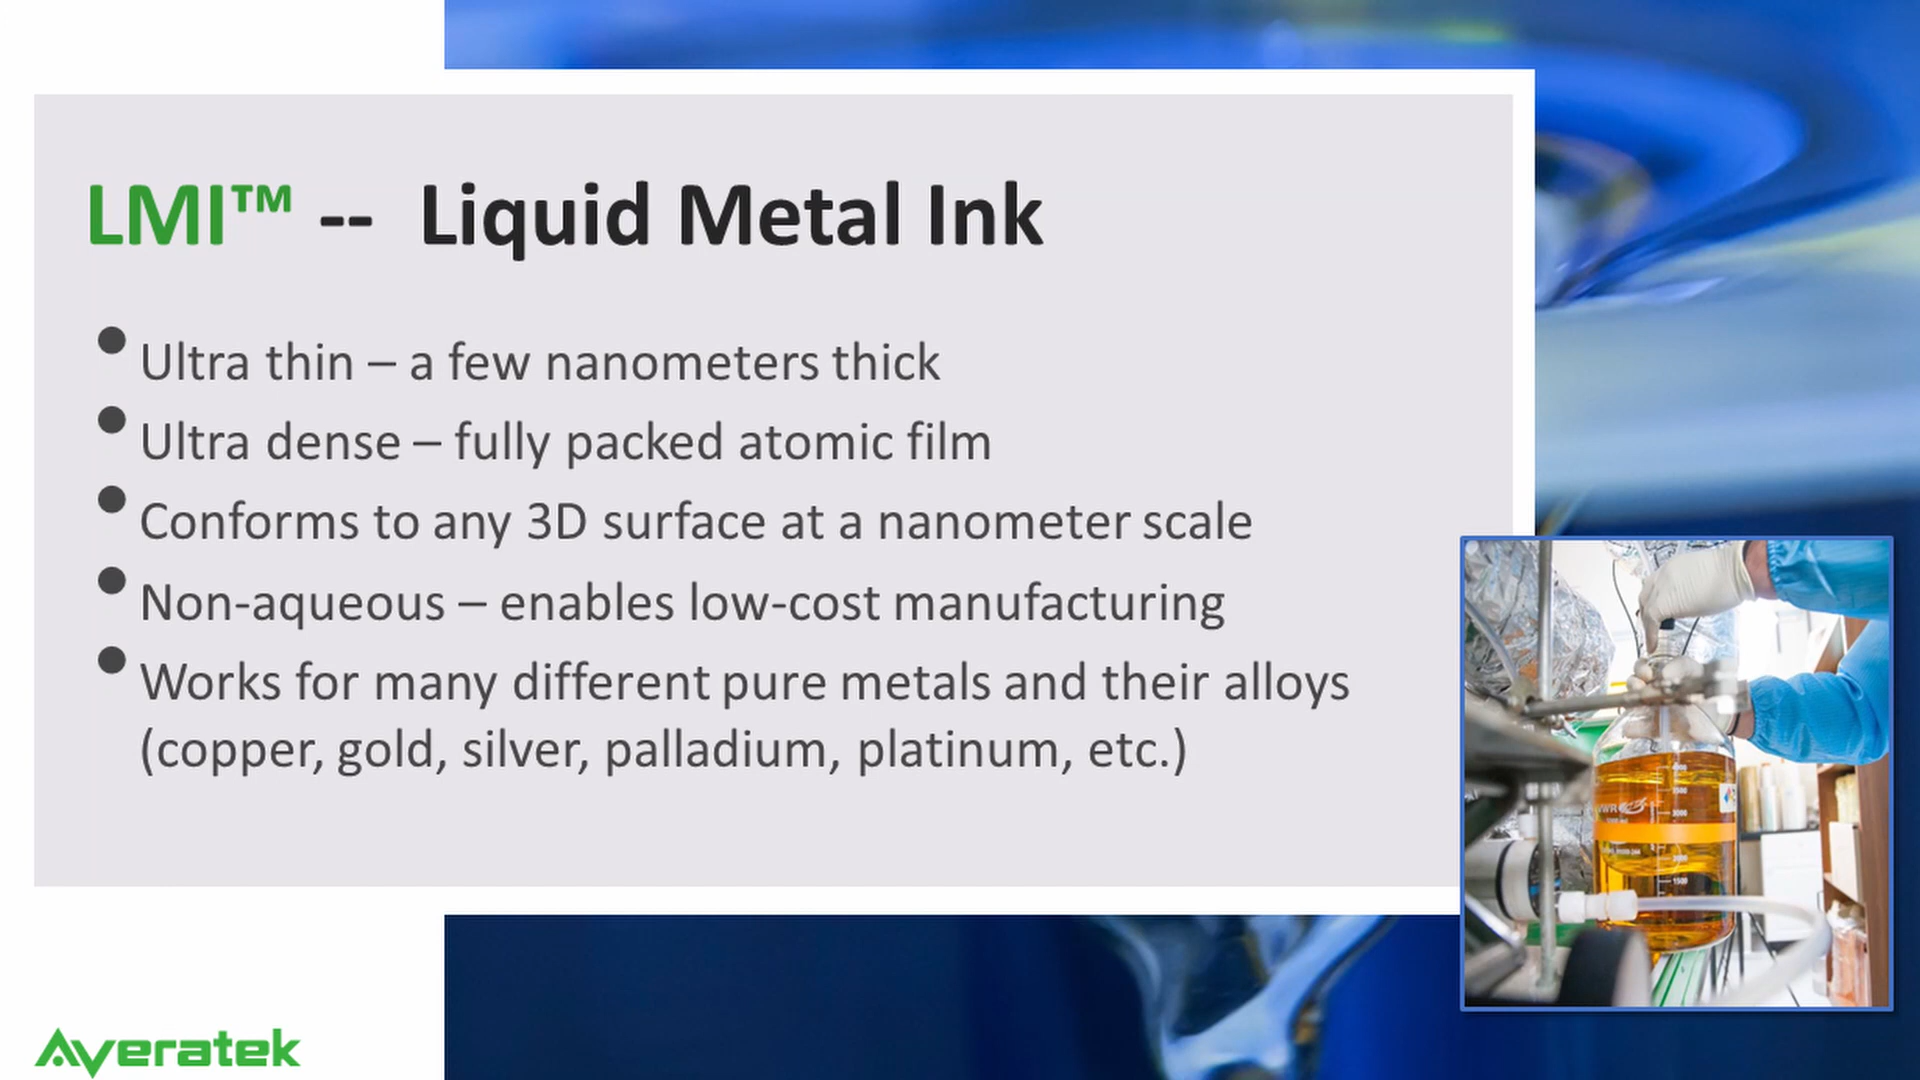 LMI™ -- Liquid Metal Ink
● Ultra thin – a few nanometers thick
● Ultra dense – fully packed atomic film
● Conforms to any 3D surface at a nanometer scale
● Non-aqueous – enables low-cost manufacturing
● Works for many different pure metals and their alloys
(copper, gold, silver, palladium, platinum, etc.)
VWR
1500
Averatek